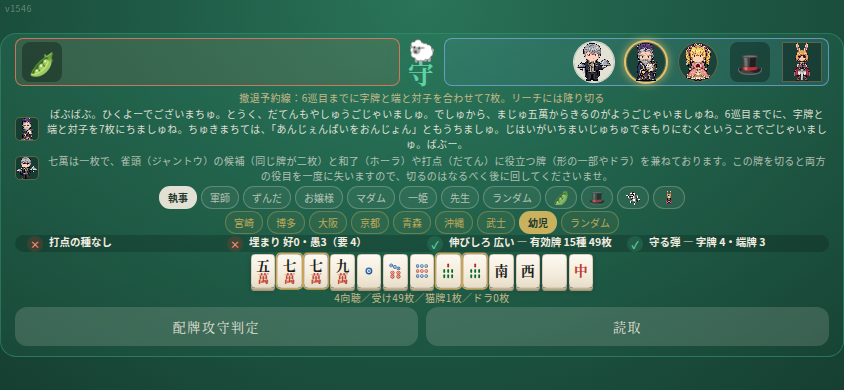 v1546
守
撤退予約線：6巡目までに字牌と端と対子を合わせて7枚。リーチには降り切る
ばぶばぶ。ひくよーでございまちゅ。とうく、だてんもやしゅうごじゃいましぇ。でしゅから、まじゅ五萬からきるのがようごじゃいましゅね。6巡目までに、字牌と
端と対子を7枚にちましゅね。ちゅきまちては、「あんじぇんぱいをおんじょん」ともうちましゅ。じはいがいちまいじゅちでまもりにむくということでごじゃいまし
ゅ。ばぶー。
七萬は一枚で、雀頭（ジャントウ）の候補（同じ牌が二枚）と和了（ホーラ）や打点（だてん）に役立つ牌（形の一部やドラ）を兼ねております。この牌を切ると両方
の役目を一度に失いますので、切るのはなるべく後に回してくださいませ。
執事 軍師 ずんだ お嬢様 マダム 一姫 先生 ランダム
宮崎 博多 大阪 京都 青森 沖縄 武士 幼児 ランダム
× 打点の種なし × 埋まり 好0・愚3（要 4） ✓ 伸びしろ 広い ─ 有効牌 15種 49枚 ✓ 守る弾 ─ 字牌 4・端牌 3
五萬 七萬 七萬 九萬 南 西 中
4向聴／受け49枚／猫牌1枚／ドラ0枚
配牌攻守判定 読取